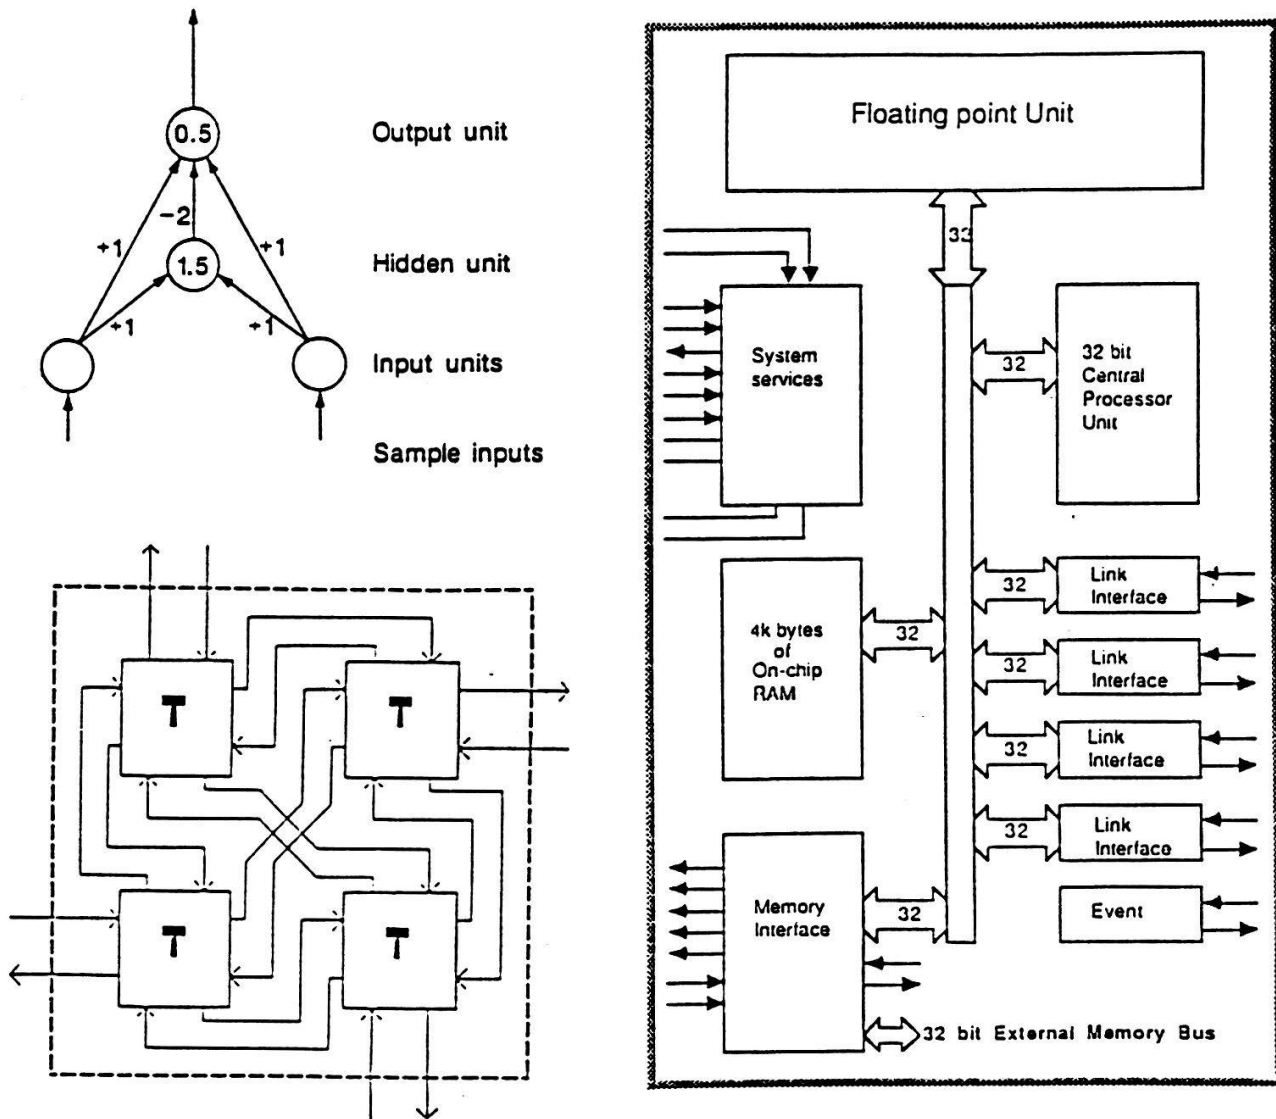 0.5
Output unit
-2
+1
+1
1.5
Hidden unit
+1
+1
Input units
Sample inputs
T
T
T
T
Floating point Unit
33
System
services
32
32 bit
Central
Processor
Unit
4k bytes
of
On-chip
RAM
32
32
Link
Interface
32
Link
Interface
32
Link
Interface
32
Link
Interface
Memory
Interface
32
Event
32 bit External Memory Bus